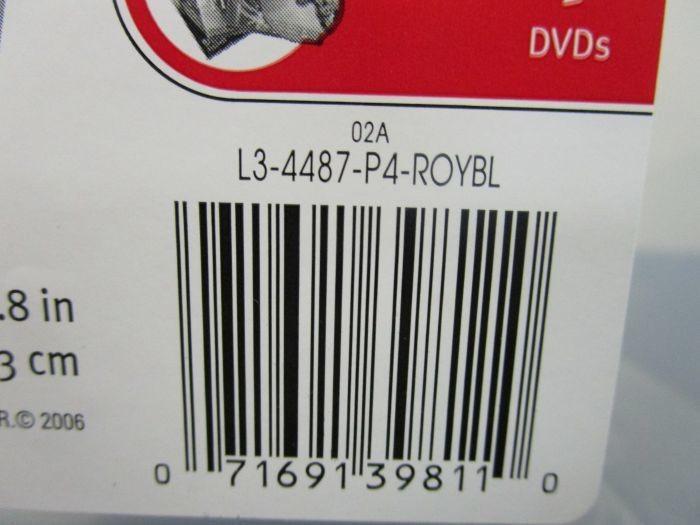 DVDs
02A
L3-4487-P4-ROYBL
.8 in
3 cm
R.© 2006
0 71691 39811 0